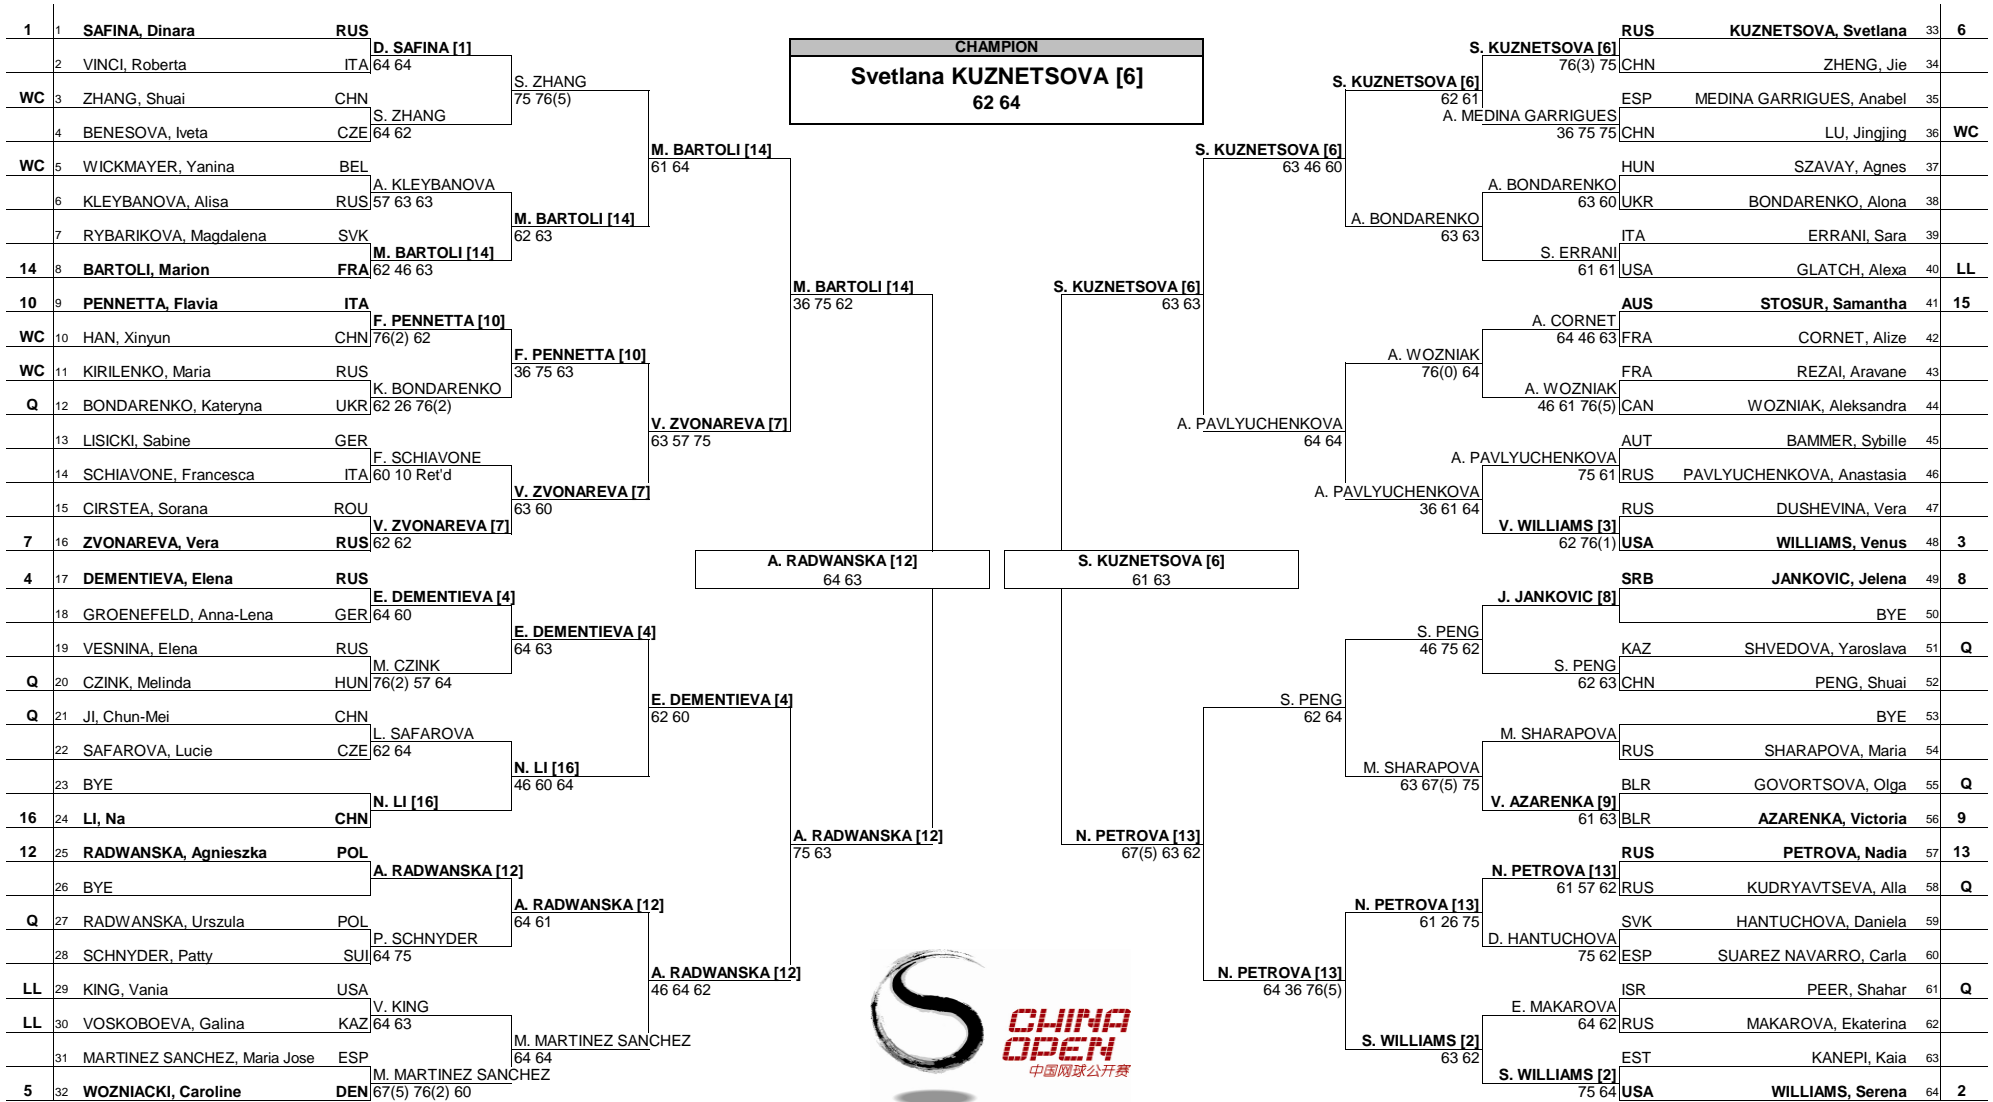 1 1 SAFINA, Dinara RUS
D. SAFINA [1]
2 VINCI, Roberta ITA 64 64
S. ZHANG
WC 3 ZHANG, Shuai CHN 75 76(5)
S. ZHANG
4 BENESOVA, Iveta CZE 64 62
M. BARTOLI [14]
WC 5 WICKMAYER, Yanina BEL 61 64
A. KLEYBANOVA
6 KLEYBANOVA, Alisa RUS 57 63 63
M. BARTOLI [14]
7 RYBARIKOVA, Magdalena SVK 62 63
M. BARTOLI [14]
14 8 BARTOLI, Marion FRA 62 46 63
M. BARTOLI [14]
10 9 PENNETTA, Flavia ITA 36 75 62
F. PENNETTA [10]
WC 10 HAN, Xinyun CHN 76(2) 62
F. PENNETTA [10]
WC 11 KIRILENKO, Maria RUS 36 75 63
K. BONDARENKO
Q 12 BONDARENKO, Kateryna UKR 62 26 76(2)
V. ZVONAREVA [7]
13 LISICKI, Sabine GER 63 57 75
F. SCHIAVONE
14 SCHIAVONE, Francesca ITA 60 10 Ret'd
V. ZVONAREVA [7]
15 CIRSTEA, Sorana ROU 63 60
V. ZVONAREVA [7]
7 16 ZVONAREVA, Vera RUS 62 62
A. RADWANSKA [12]
64 63
4 17 DEMENTIEVA, Elena RUS
E. DEMENTIEVA [4]
18 GROENEFELD, Anna-Lena GER 64 60
E. DEMENTIEVA [4]
19 VESNINA, Elena RUS 64 63
M. CZINK
Q 20 CZINK, Melinda HUN 76(2) 57 64
E. DEMENTIEVA [4]
Q 21 JI, Chun-Mei CHN 62 60
L. SAFAROVA
22 SAFAROVA, Lucie CZE 62 64
N. LI [16]
23 BYE 46 60 64
N. LI [16]
16 24 LI, Na CHN
A. RADWANSKA [12]
12 25 RADWANSKA, Agnieszka POL 75 63
A. RADWANSKA [12]
26 BYE
A. RADWANSKA [12]
Q 27 RADWANSKA, Urszula POL 64 61
P. SCHNYDER
28 SCHNYDER, Patty SUI 64 75
A. RADWANSKA [12]
LL 29 KING, Vania USA 46 64 62
V. KING
LL 30 VOSKOBOEVA, Galina KAZ 64 63
M. MARTINEZ SANCHEZ
31 MARTINEZ SANCHEZ, Maria Jose ESP 64 64
M. MARTINEZ SANCHEZ
5 32 WOZNIACKI, Caroline DEN 67(5) 76(2) 60
CHAMPION
Svetlana KUZNETSOVA [6]
62 64
RUS KUZNETSOVA, Svetlana 33 6
S. KUZNETSOVA [6]
76(3) 75 CHN ZHENG, Jie 34
S. KUZNETSOVA [6]
62 61 ESP MEDINA GARRIGUES, Anabel 35
A. MEDINA GARRIGUES
36 75 75 CHN LU, Jingjing 36 WC
S. KUZNETSOVA [6]
63 46 60 HUN SZAVAY, Agnes 37
A. BONDARENKO
63 60 UKR BONDARENKO, Alona 38
A. BONDARENKO
63 63 ITA ERRANI, Sara 39
S. ERRANI
61 61 USA GLATCH, Alexa 40 LL
S. KUZNETSOVA [6]
63 63 AUS STOSUR, Samantha 41 15
A. CORNET
64 46 63 FRA CORNET, Alize 42
A. WOZNIAK
76(0) 64 FRA REZAI, Aravane 43
A. WOZNIAK
46 61 76(5) CAN WOZNIAK, Aleksandra 44
A. PAVLYUCHENKOVA
64 64 AUT BAMMER, Sybille 45
A. PAVLYUCHENKOVA
75 61 RUS PAVLYUCHENKOVA, Anastasia 46
A. PAVLYUCHENKOVA
36 61 64 RUS DUSHEVINA, Vera 47
V. WILLIAMS [3]
62 76(1) USA WILLIAMS, Venus 48 3
S. KUZNETSOVA [6]
61 63
SRB JANKOVIC, Jelena 49 8
J. JANKOVIC [8]
BYE 50
S. PENG
46 75 62 KAZ SHVEDOVA, Yaroslava 51 Q
S. PENG
62 63 CHN PENG, Shuai 52
S. PENG
62 64 BYE 53
M. SHARAPOVA
RUS SHARAPOVA, Maria 54
M. SHARAPOVA
63 67(5) 75 BLR GOVORTSOVA, Olga 55 Q
V. AZARENKA [9]
61 63 BLR AZARENKA, Victoria 56 9
N. PETROVA [13]
67(5) 63 62 RUS PETROVA, Nadia 57 13
N. PETROVA [13]
61 57 62 RUS KUDRYAVTSEVA, Alla 58 Q
N. PETROVA [13]
61 26 75 SVK HANTUCHOVA, Daniela 59
D. HANTUCHOVA
75 62 ESP SUAREZ NAVARRO, Carla 60
N. PETROVA [13]
64 36 76(5) ISR PEER, Shahar 61 Q
E. MAKAROVA
64 62 RUS MAKAROVA, Ekaterina 62
S. WILLIAMS [2]
63 62 EST KANEPI, Kaia 63
S. WILLIAMS [2]
75 64 USA WILLIAMS, Serena 64 2
CHINA
OPEN
中国网球公开赛